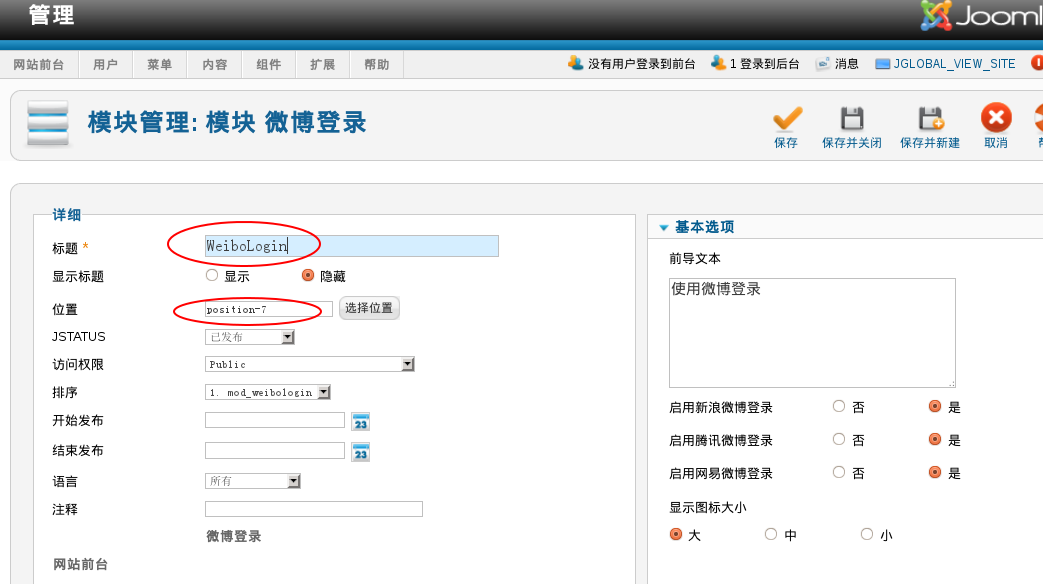 管理
Jooml
网站前台 用户 菜单 内容 组件 扩展 帮助 没有用户登录到前台 1 登录到后台 消息 JGLOBAL_VIEW_SITE
模块管理: 模块 微博登录
保存 保存并关闭 保存并新建 取消
详细
标题 * WeiboLogin
显示标题 显示 隐藏
位置 position-7 选择位置
JSTATUS 已发布
访问权限 Public
排序 1. mod_weibologin
开始发布 23
结束发布 23
语言 所有
注释
微博登录
网站前台
基本选项
前导文本
使用微博登录
启用新浪微博登录 否 是
启用腾讯微博登录 否 是
启用网易微博登录 否 是
显示图标大小
大 中 小